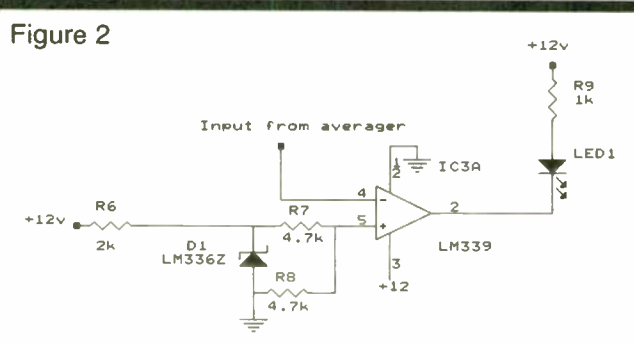 Figure 2
+12v
R9
1k
Input from averager
LED1
1
2
IC3A
4
-
2
+12v
R6
2k
R7
4.7k
5
+
LM339
D1
LM336Z
3
+12
R8
4.7k